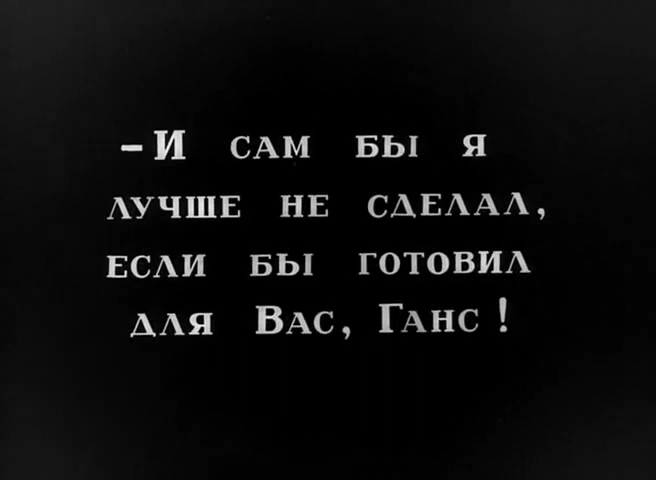 – И САМ БЫ Я
ЛУЧШЕ НЕ СДЕЛАЛ,
ЕСЛИ БЫ ГОТОВИЛ
ДЛЯ ВАС, ГАНС !